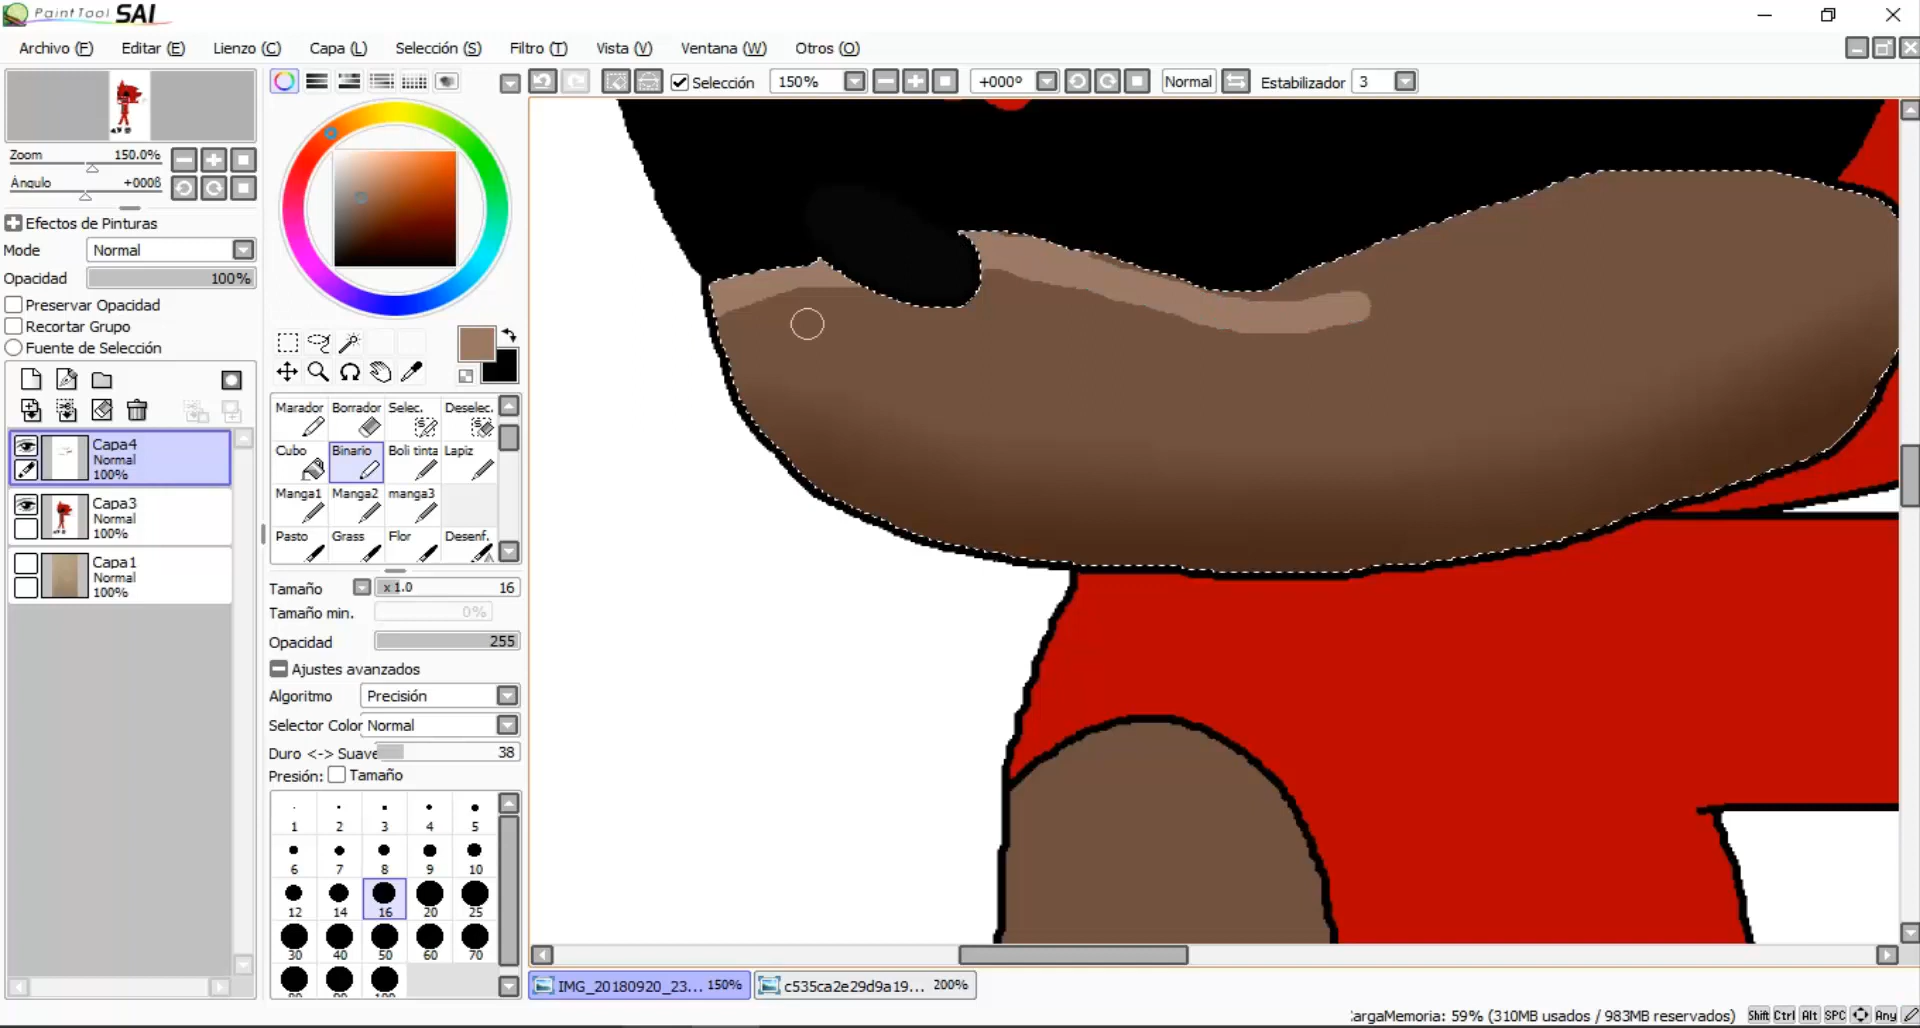 PaintTool SAI
Archivo (F) Editar (E) Lienzo (C) Capa (L) Selección (S) Filtro (T) Vista (V) Ventana (W) Otros (O)
Selección 150% +000º Normal Estabilizador 3
Zoom 150.0%
Ángulo +000ß
Efectos de Pinturas
Mode Normal
Opacidad 100%
Preservar Opacidad
Recortar Grupo
Fuente de Selección
Capa4
Normal
100%
Capa3
Normal
100%
Capa1
Normal
100%
Marador Borrador Selec. Deselec.
Cubo Binario Boli tinta Lapiz
Manga1 Manga2 manga3
Pasto Grass Flor Desenf.
Tamaño x 1.0 16
Tamaño min. 0%
Opacidad 255
Ajustes avanzados
Algoritmo Precisión
Selector Color Normal
Duro <-> Suave 38
Presión: Tamaño
1 2 3 4 5
6 7 8 9 10
12 14 16 20 25
30 40 50 60 70
IMG_20180920_23... 150% c535ca2e29d9a19... 200%
argaMemoria: 59% (310MB usados / 983MB reservados) Shift Ctrl Alt SPC Any